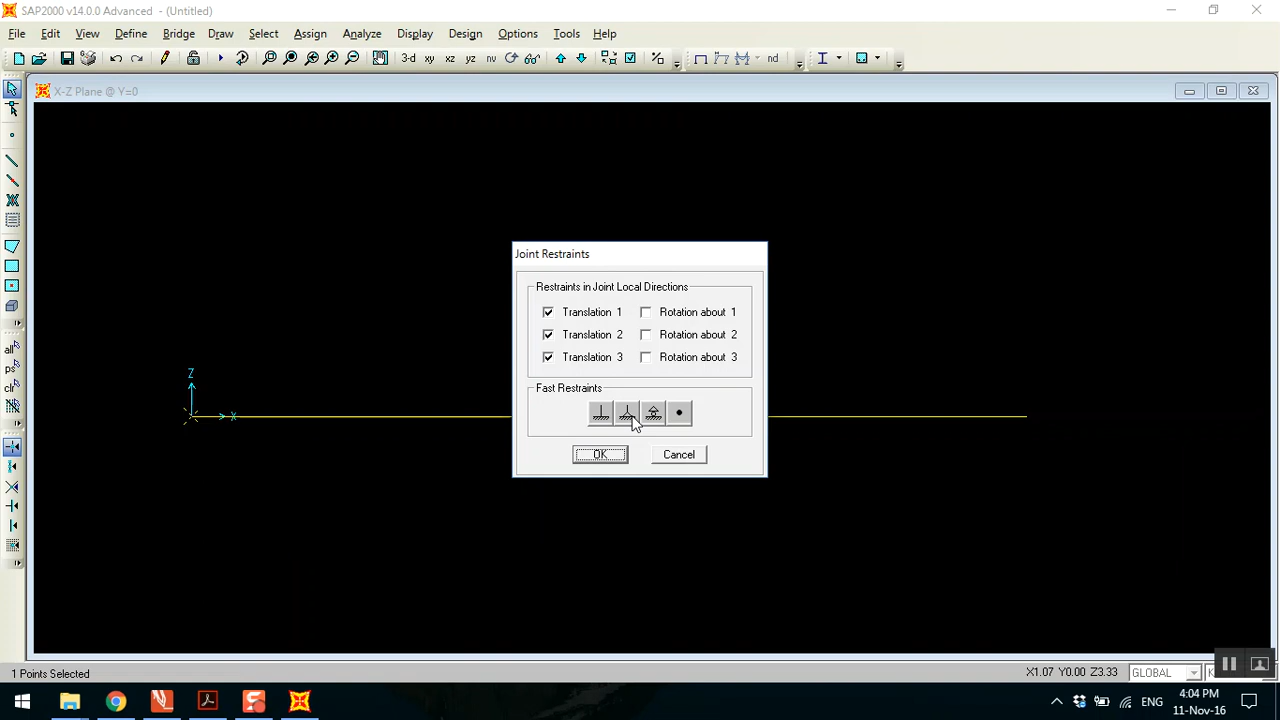 SAP2000 v14.0.0 Advanced - (Untitled)
File Edit View Define Bridge Draw Select Assign Analyze Display Design Options Tools Help
3-d xy xz yz nv nd
X-Z Plane @ Y=0
all
ps
clr
Joint Restraints
Restraints in Joint Local Directions
Translation 1 Rotation about 1
Translation 2 Rotation about 2
Translation 3 Rotation about 3
Fast Restraints
OK Cancel
Z
X
1 Points Selected
X1.07 Y0.00 Z3.33
GLOBAL
ENG
4:04 PM
11-Nov-16